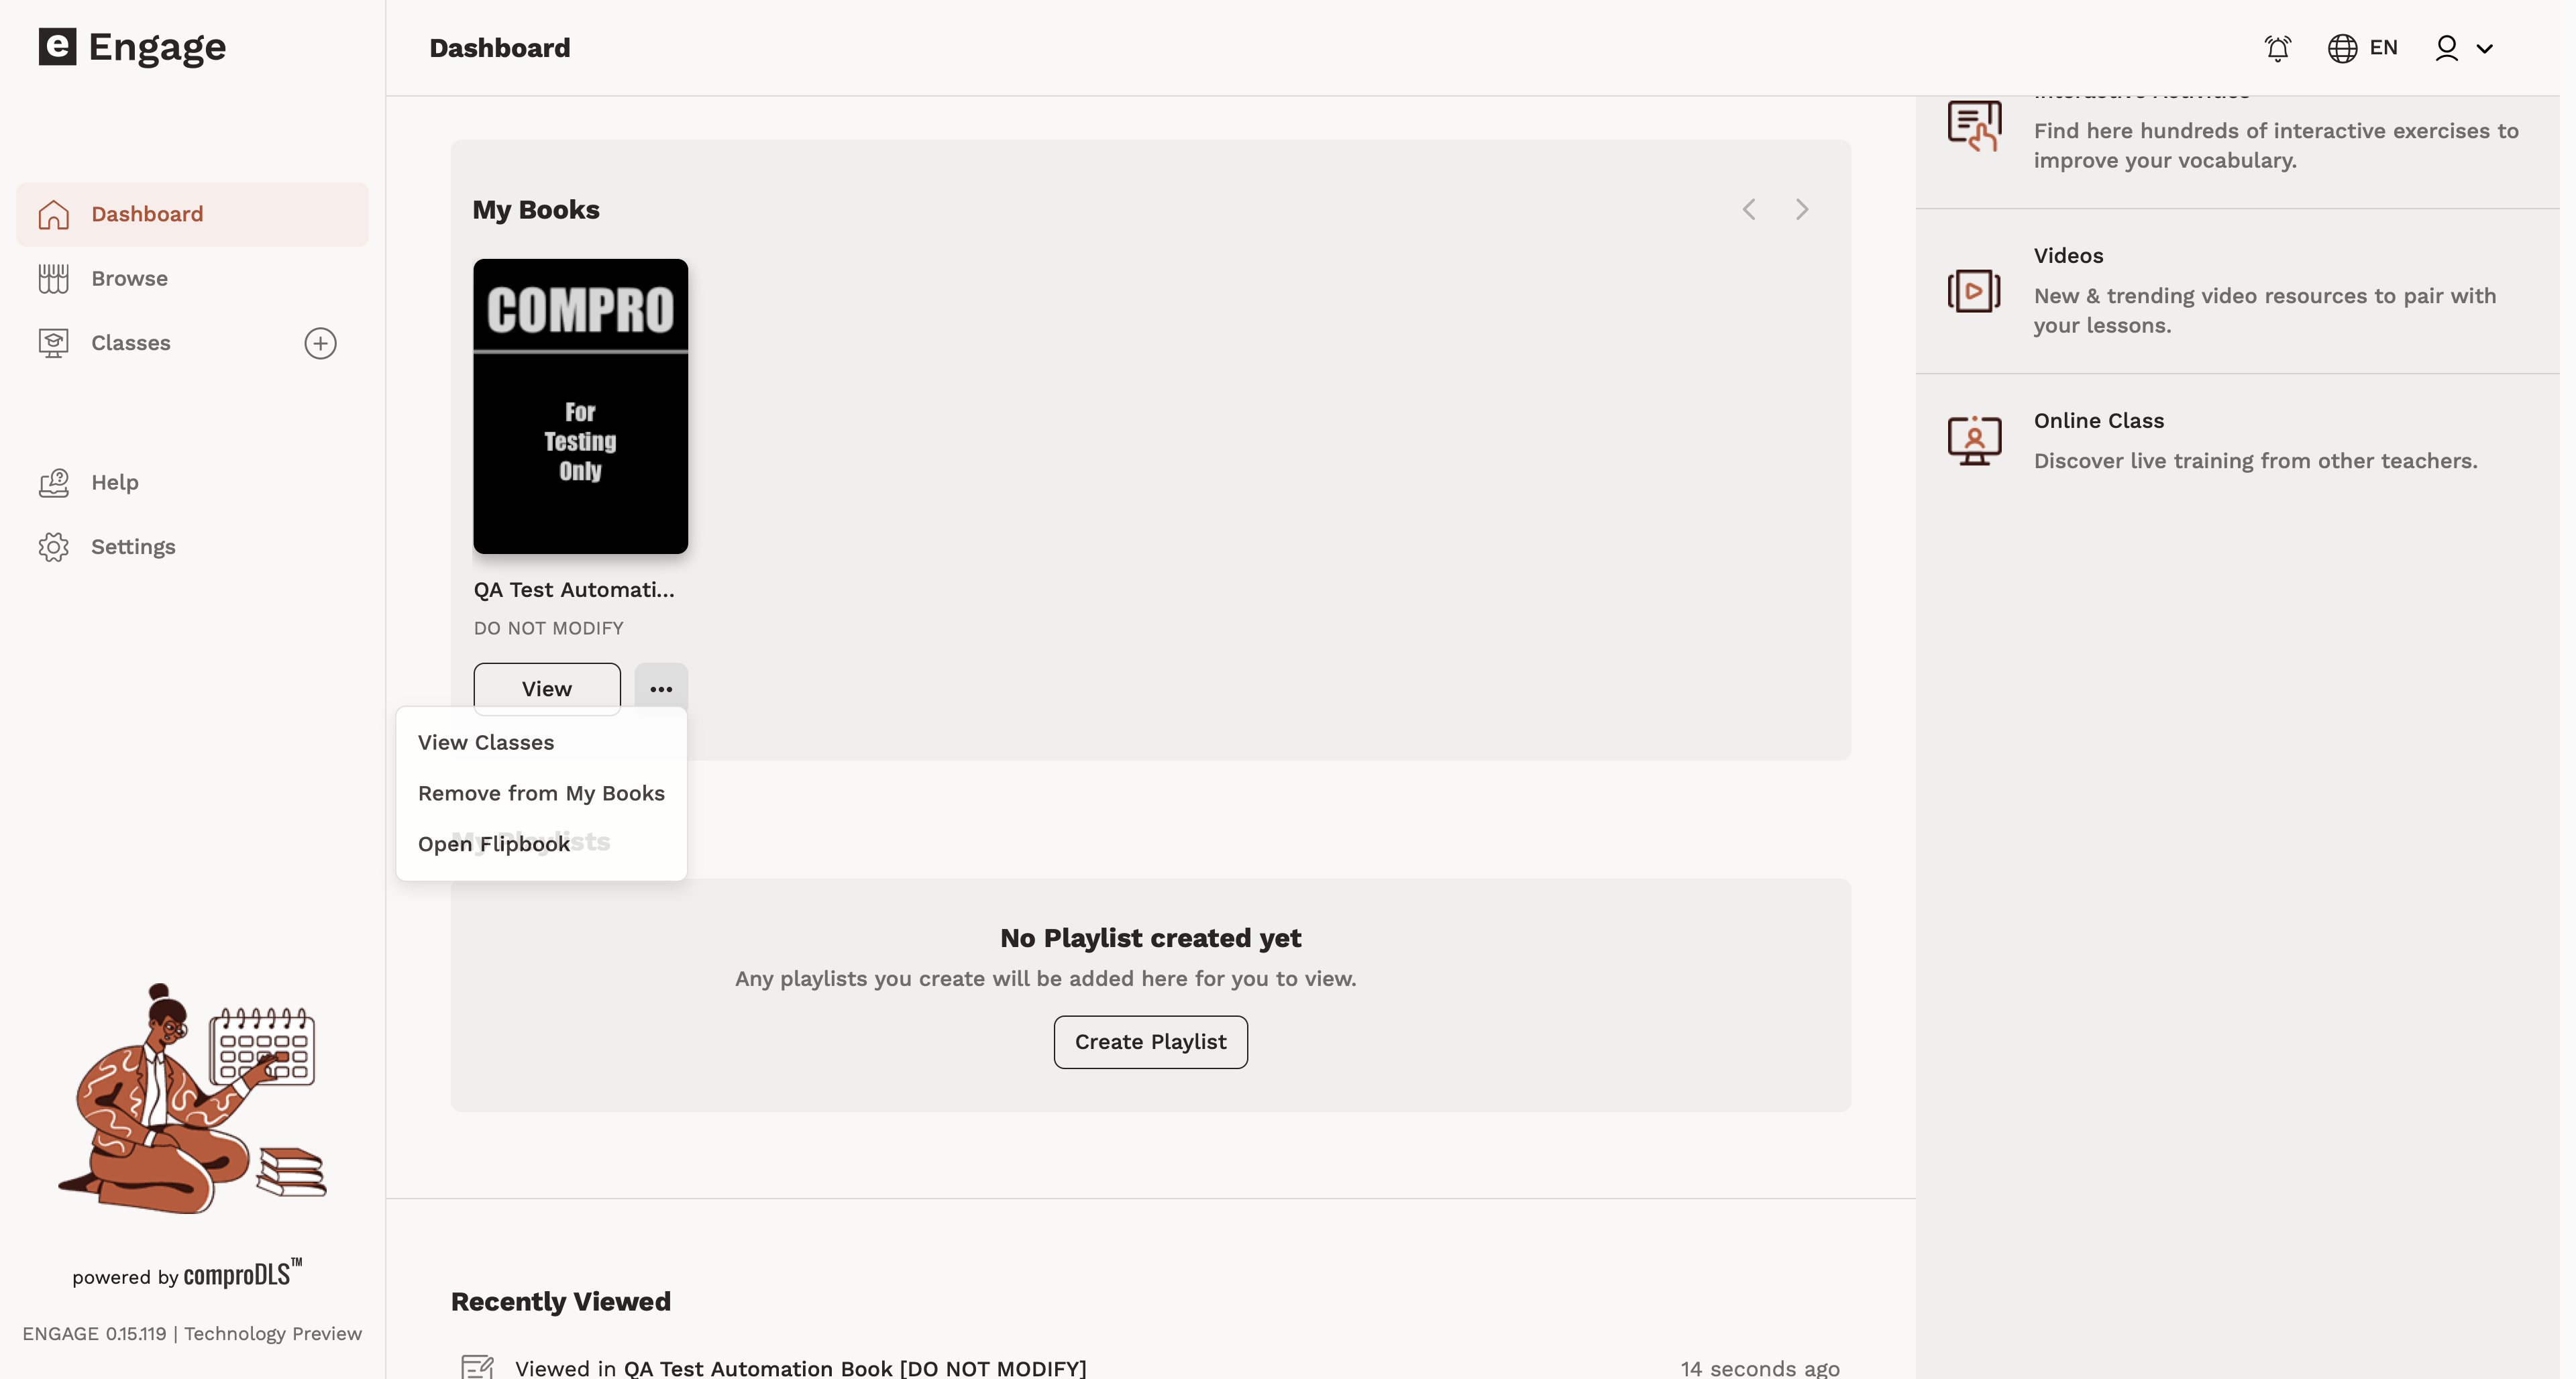 e Engage
Dashboard
EN
Dashboard
Browse
Classes
Help
Settings
powered by comproDLS™
ENGAGE 0.15.119 | Technology Preview
My Books
COMPRO
For
Testing
Only
QA Test Automati...
DO NOT MODIFY
View
View Classes
Remove from My Books
Open Flipbook
My Playlists
No Playlist created yet
Any playlists you create will be added here for you to view.
Create Playlist
Recently Viewed
Viewed in QA Test Automation Book [DO NOT MODIFY]
14 seconds ago
Interactive Activities
Find here hundreds of interactive exercises to
improve your vocabulary.
Videos
New & trending video resources to pair with
your lessons.
Online Class
Discover live training from other teachers.